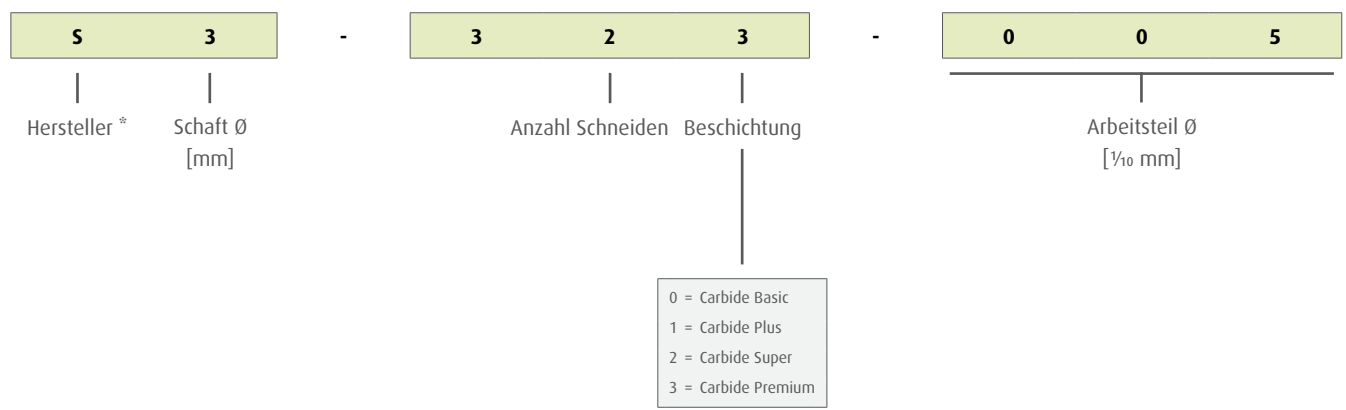 S 3 - 3 2 3 - 0 0 5
Hersteller * Schaft Ø Anzahl Schneiden Beschichtung Arbeitsteil Ø
[mm] [1/10 mm]
0 = Carbide Basic
1 = Carbide Plus
2 = Carbide Super
3 = Carbide Premium